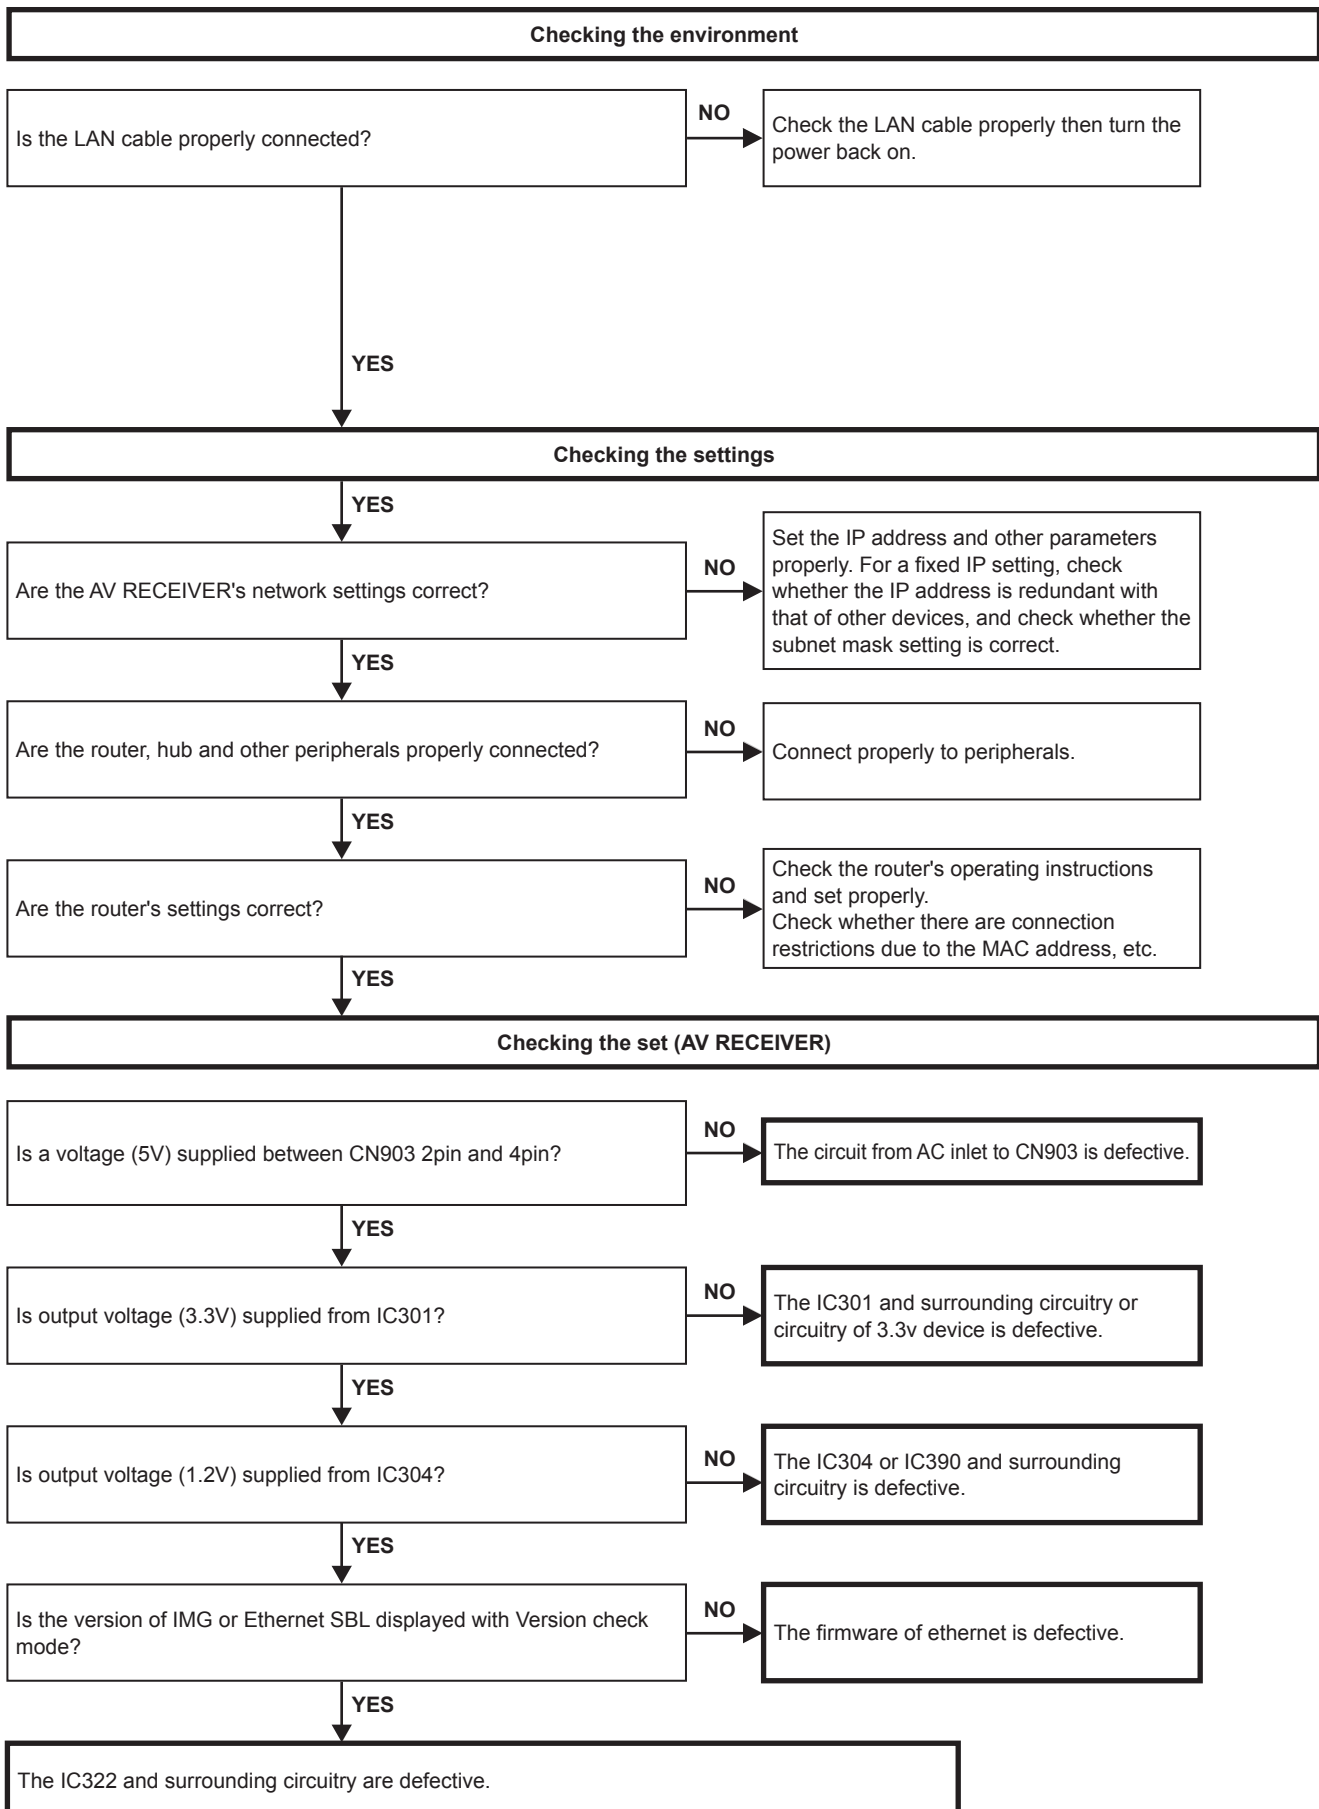 Checking the environment
Is the LAN cable properly connected?
NO
Check the LAN cable properly then turn the
power back on.
YES
Checking the settings
YES
Are the AV RECEIVER's network settings correct?
NO
Set the IP address and other parameters
properly. For a fixed IP setting, check
whether the IP address is redundant with
that of other devices, and check whether the
subnet mask setting is correct.
YES
Are the router, hub and other peripherals properly connected?
NO
Connect properly to peripherals.
YES
Are the router's settings correct?
NO
Check the router's operating instructions
and set properly.
Check whether there are connection
restrictions due to the MAC address, etc.
YES
Checking the set (AV RECEIVER)
Is a voltage (5V) supplied between CN903 2pin and 4pin?
NO
The circuit from AC inlet to CN903 is defective.
YES
Is output voltage (3.3V) supplied from IC301?
NO
The IC301 and surrounding circuitry or
circuitry of 3.3v device is defective.
YES
Is output voltage (1.2V) supplied from IC304?
NO
The IC304 or IC390 and surrounding
circuitry is defective.
YES
Is the version of IMG or Ethernet SBL displayed with Version check
mode?
NO
The firmware of ethernet is defective.
YES
The IC322 and surrounding circuitry are defective.